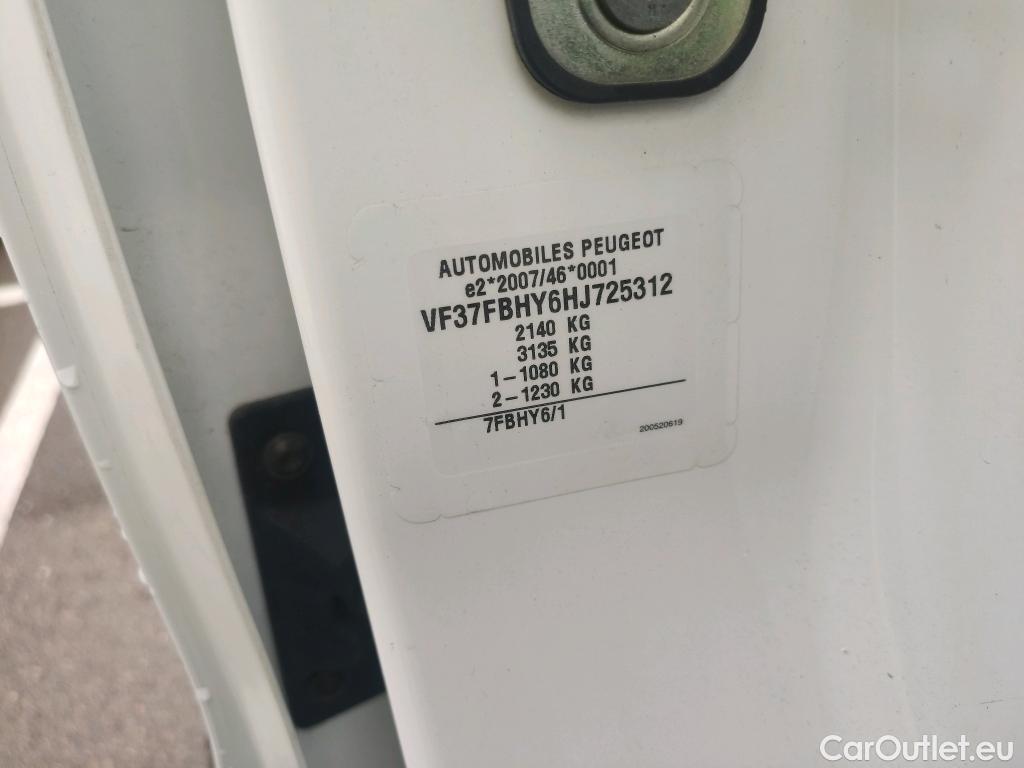 AUTOMOBILES PEUGEOT
e2*2007/46*0001
VF37FBHY6HJ725312
2140 KG
3135 KG
1-1080 KG
2-1230 KG
7FBHY6/1
200520619
CarOutlet.eu